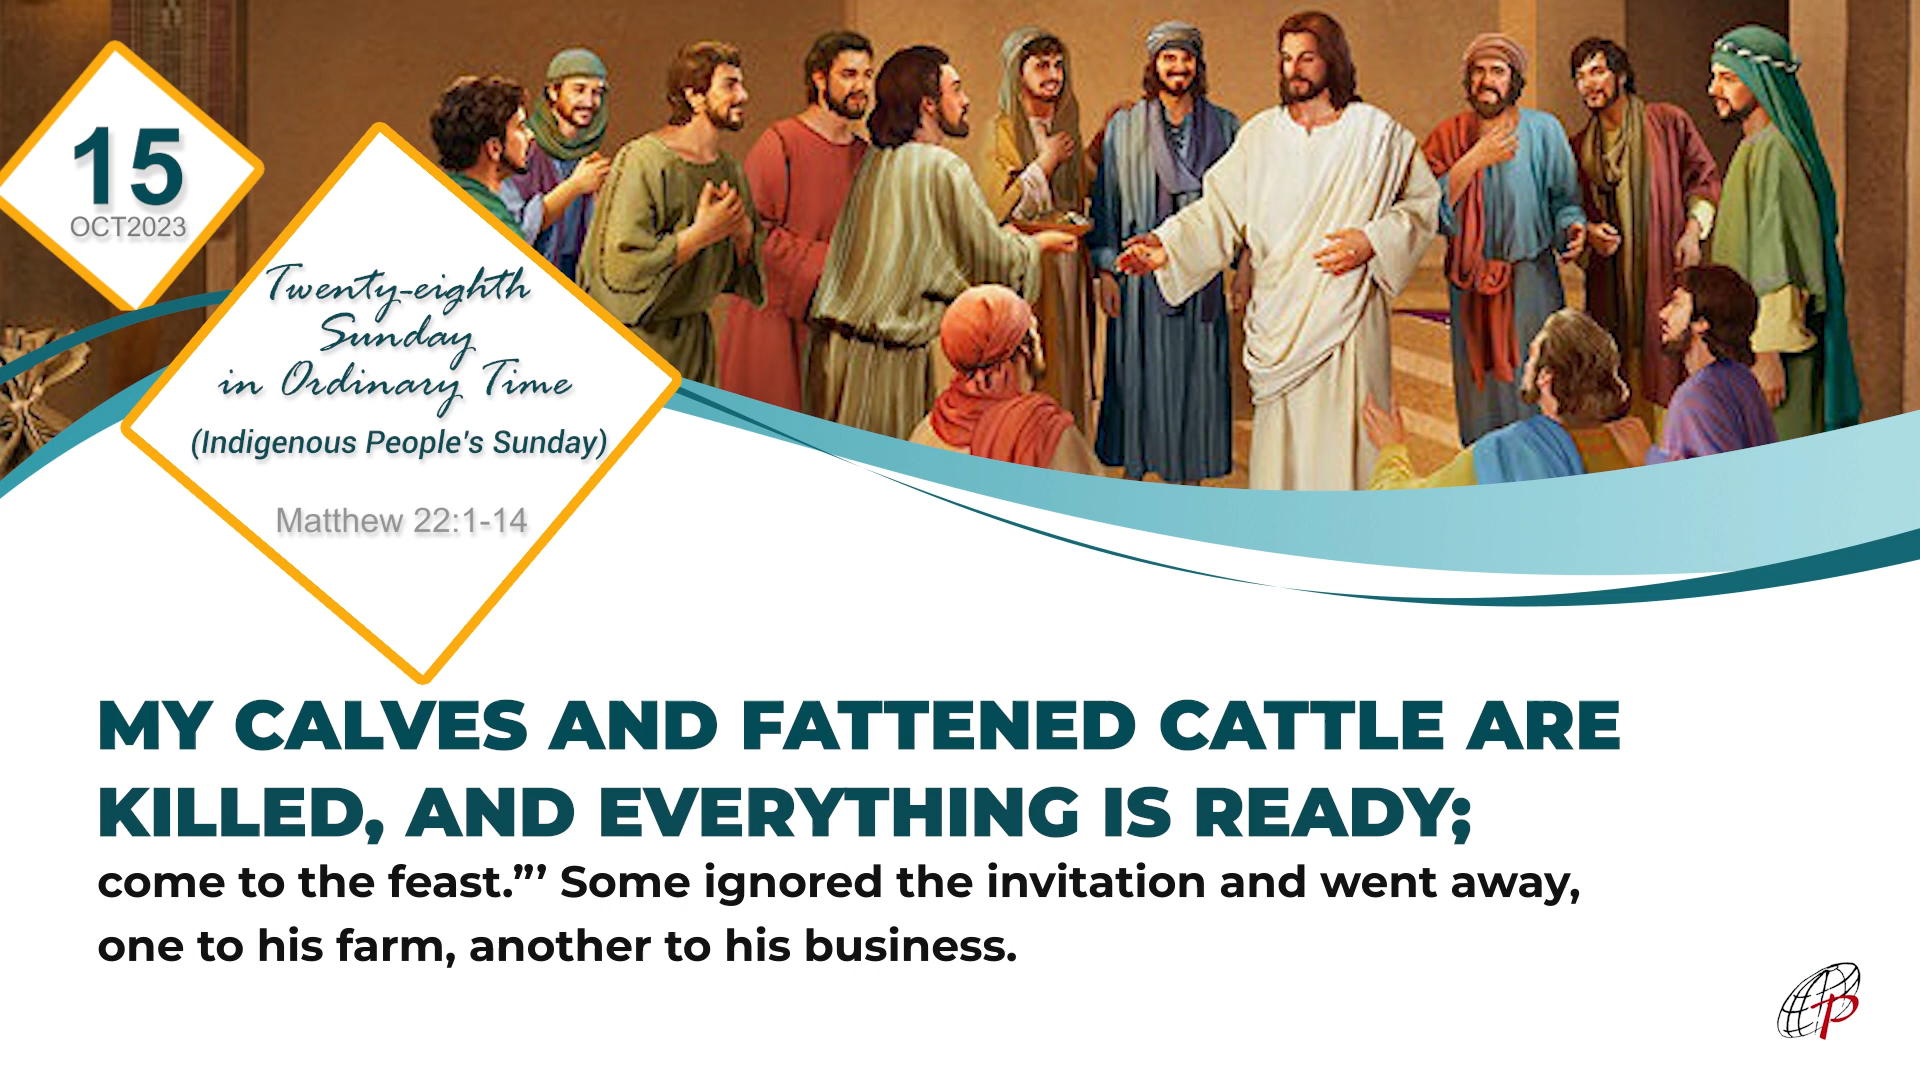 15
OCT2023
Twenty-eighth
Sunday
in Ordinary Time
(Indigenous People's Sunday)
Matthew 22:1-14
MY CALVES AND FATTENED CATTLE ARE
KILLED, AND EVERYTHING IS READY;
come to the feast.”’ Some ignored the invitation and went away,
one to his farm, another to his business.
p